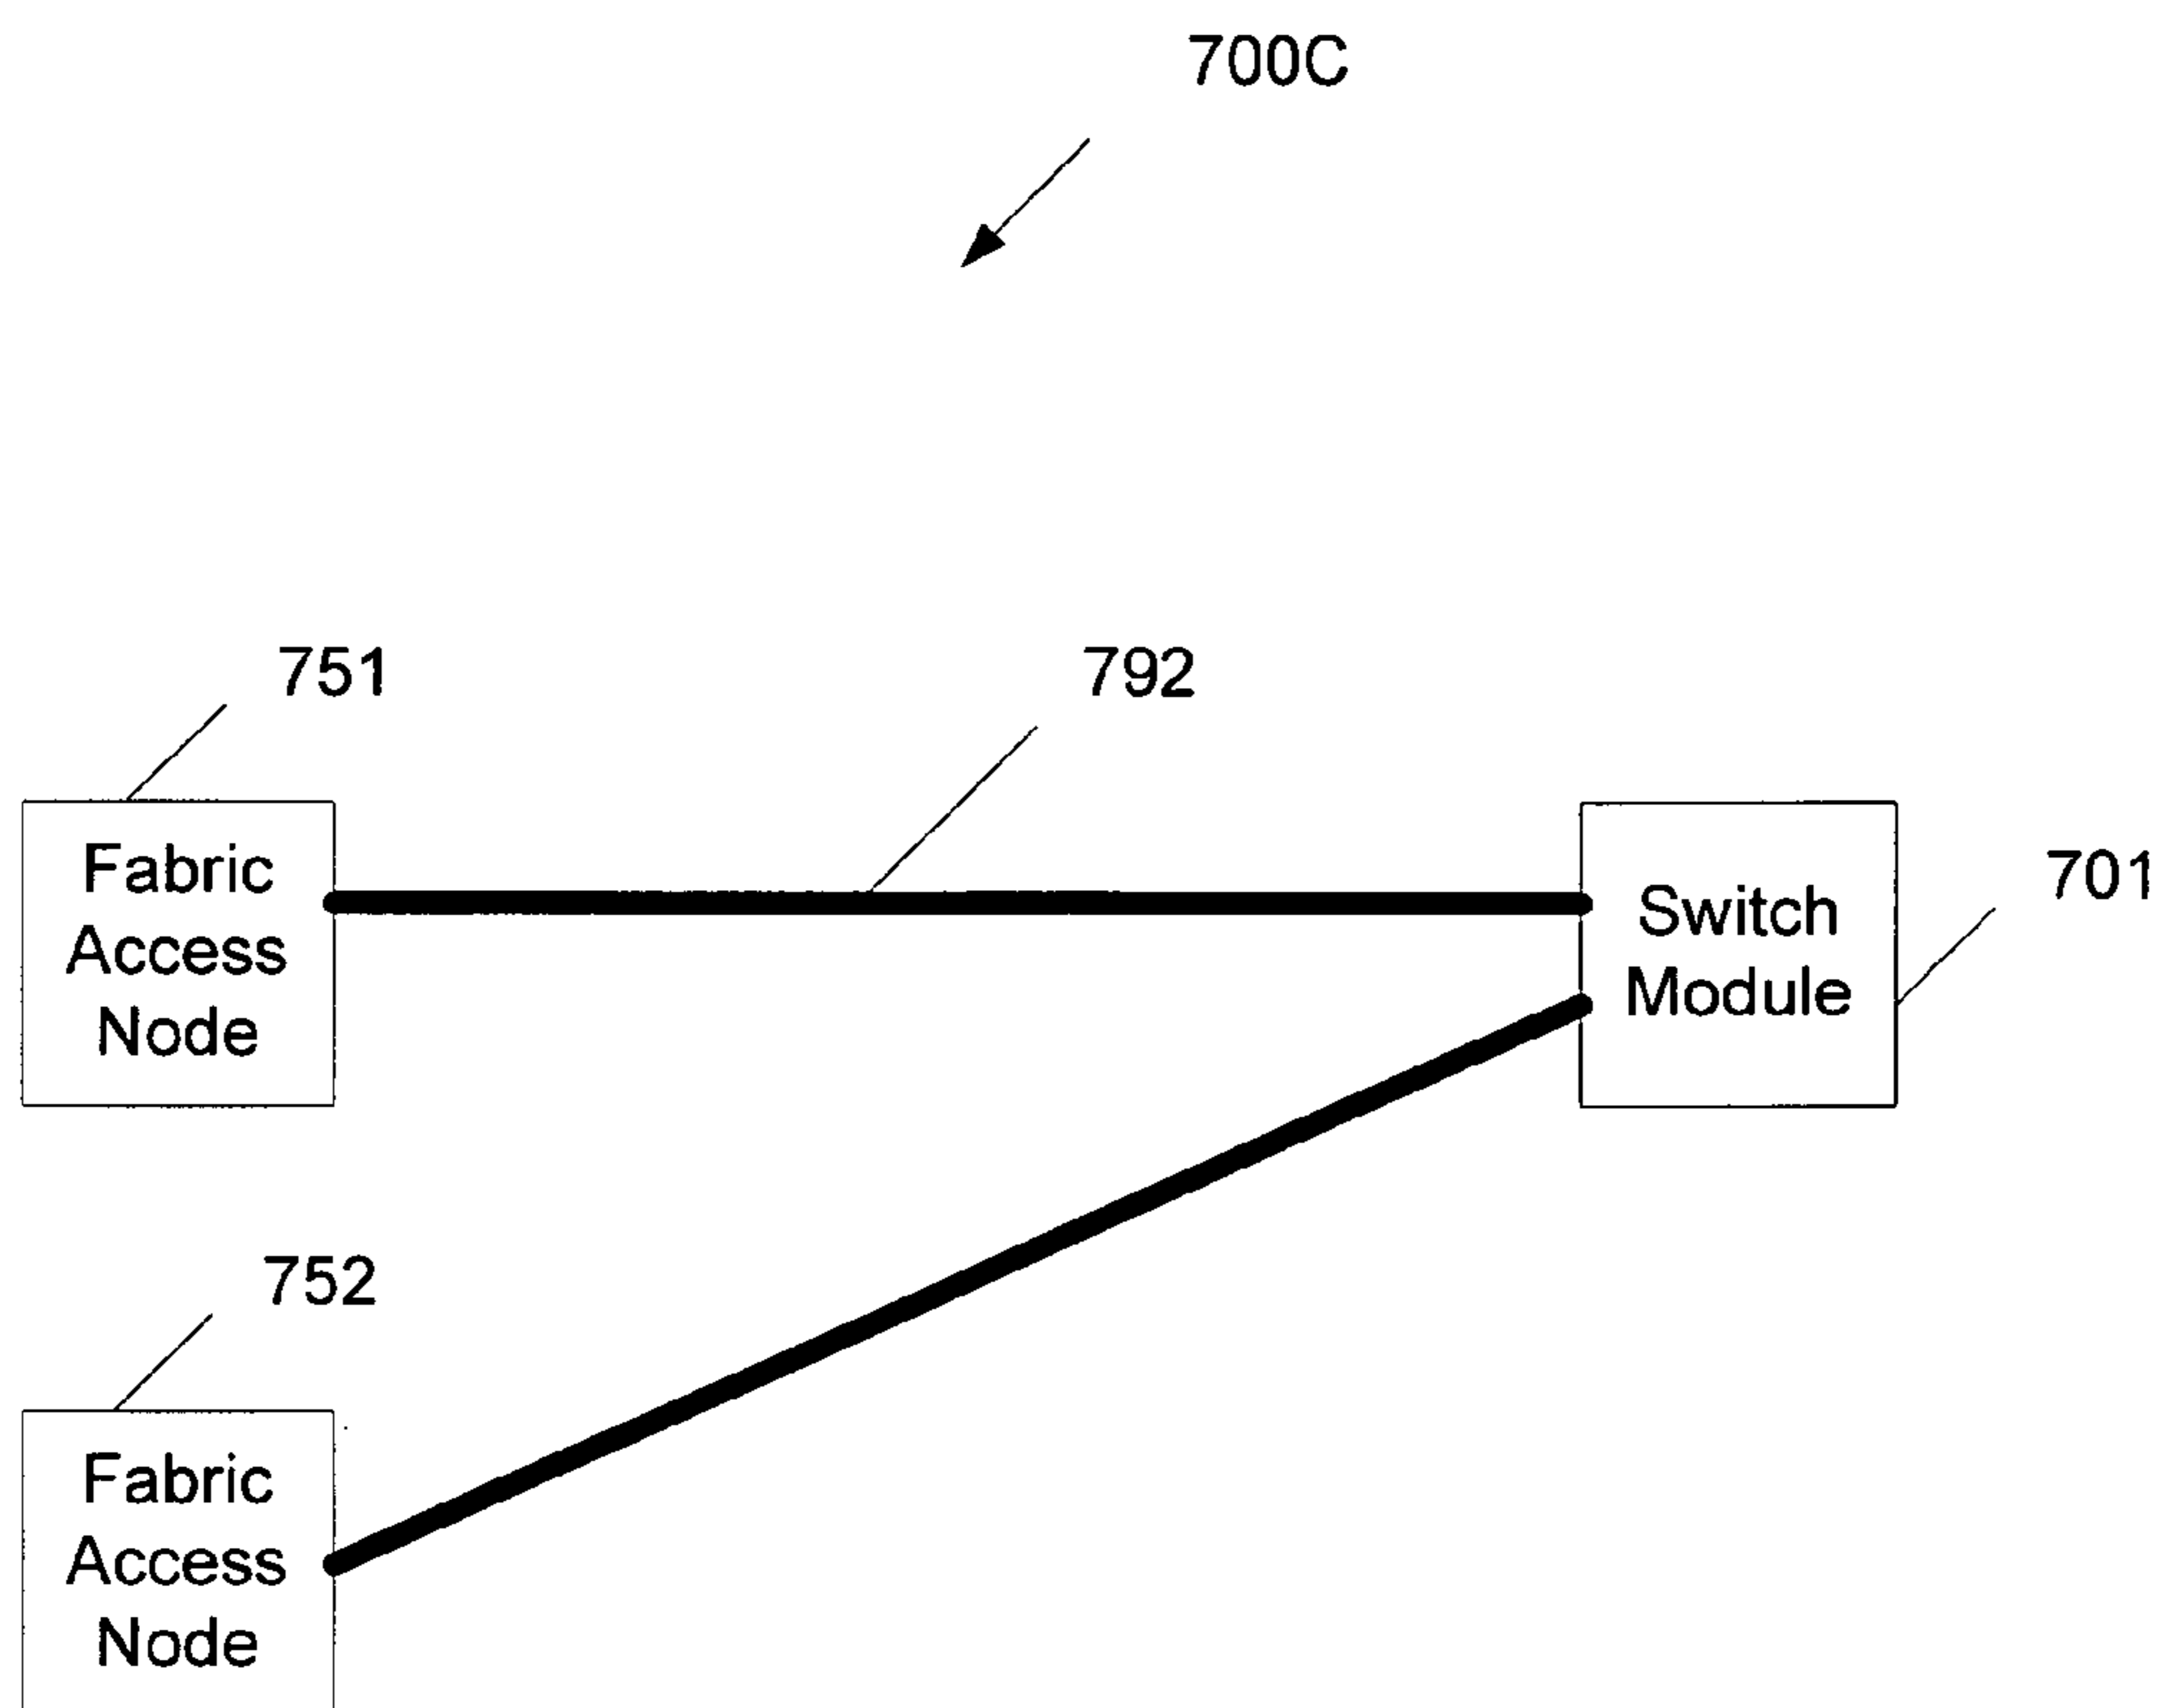 700C
751
792
Fabric
Access
Node
Switch
Module
701
752
Fabric
Access
Node